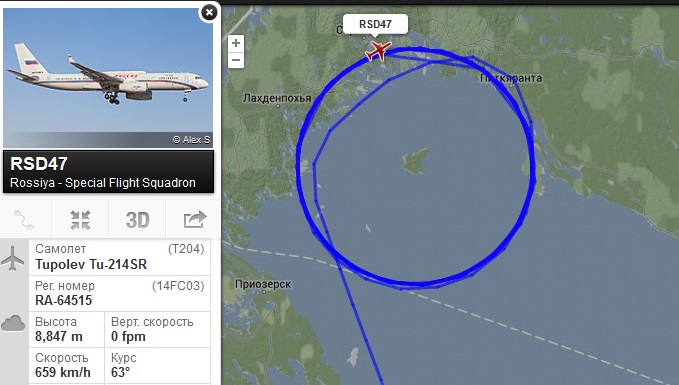 © Alex S
RSD47
Rossiya - Special Flight Squadron
3D
Самолет (T204)
Tupolev Tu-214SR
Рег. номер (14FC03)
RA-64515
Высота
8,847 m
Верт. скорость
0 fpm
Скорость
659 km/h
Курс
63°
+
−
RSD47
Питкяранта
Лахденпохья
Приозерск